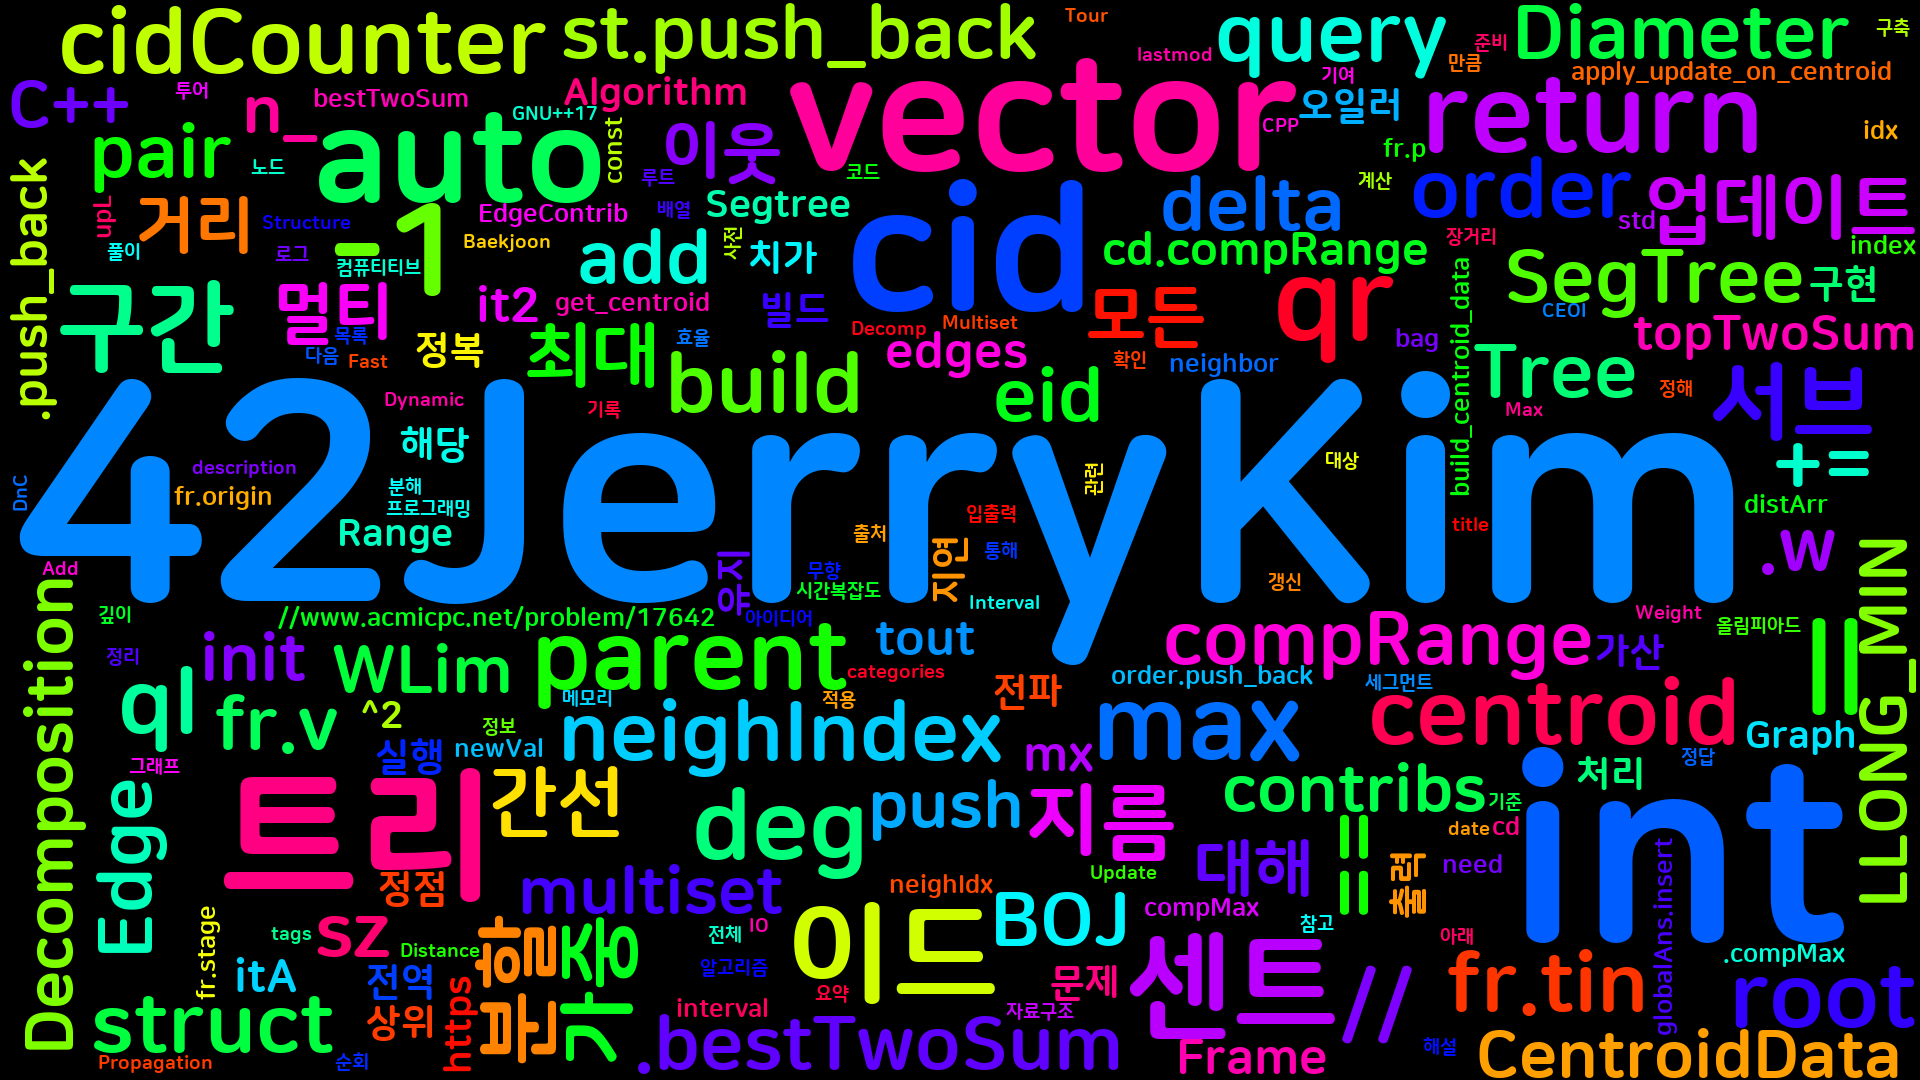 cidCounter
st.push_back
Tour
query
준비
Diameter
구축
lastmod
만큼
C++
투어
n_
bestTwoSum
Algorithm
GNU++17
vector
기여
apply_update_on_centroid
오일러
return
CPP
idx
pair
노드
auto
const
이웃
루트
코드
fr.p
계산
.push_back
upL
거리
Structure
EdgeContrib
배열
Segtree
cid
delta
order
std
업데이트
풀이
로그
-1
Baekjoon
컴퓨티티브
add
사전
치가
cd.compRange
장거리
index
SegTree
구현
구간
멀티
it2
get_centroid
빌드
모든
qr
CEOI
목록
다음
Fast
정복
최대
효율
Decomp
Multiset
edges
확인
neighbor
bag
build_centroid_data
topTwoSum
Dynamic
기록
build
eid
Tree
Max
정해
서브
42JerryKim
해당
description
fr.origin
분해
프로그래밍
Range
DnC
관련
대상
+=
distArr
title
출처
입출력
통해
지연
지야
무향
갱신
.w
LLONG_MIN
Add
시간복잡도
Interval
깊이
//www.acmicpc.net/problem/17642
아이디어
Weight
올림피아드
Decomposition
정리
init
WLim
parent
tout
categories
compRange
가산
||
order.push_back
세그먼트
ql
fr.v
^2
정보
메모리
적용
전파
centroid
그래프
실행
newVal
neighIndex
mx
max
Graph
정답
처리
Edge
트리
간선
deg
push
지름
contribs
기준
date
cd
int
==
대해
출력
need
정점
multiset
neighIdx
Update
globalAns.insert
tags
fr.stage
sz
Distance
분할
가중
전체
IO
이드
BOJ
compMax
참고
아래
.compMax
itA
전역
알고리즘
문제
센트
//
fr.tin
root
struct
상위
https
요약
interval
자료구조
Propagation
순회
.bestTwoSum
Frame
해설
CentroidData